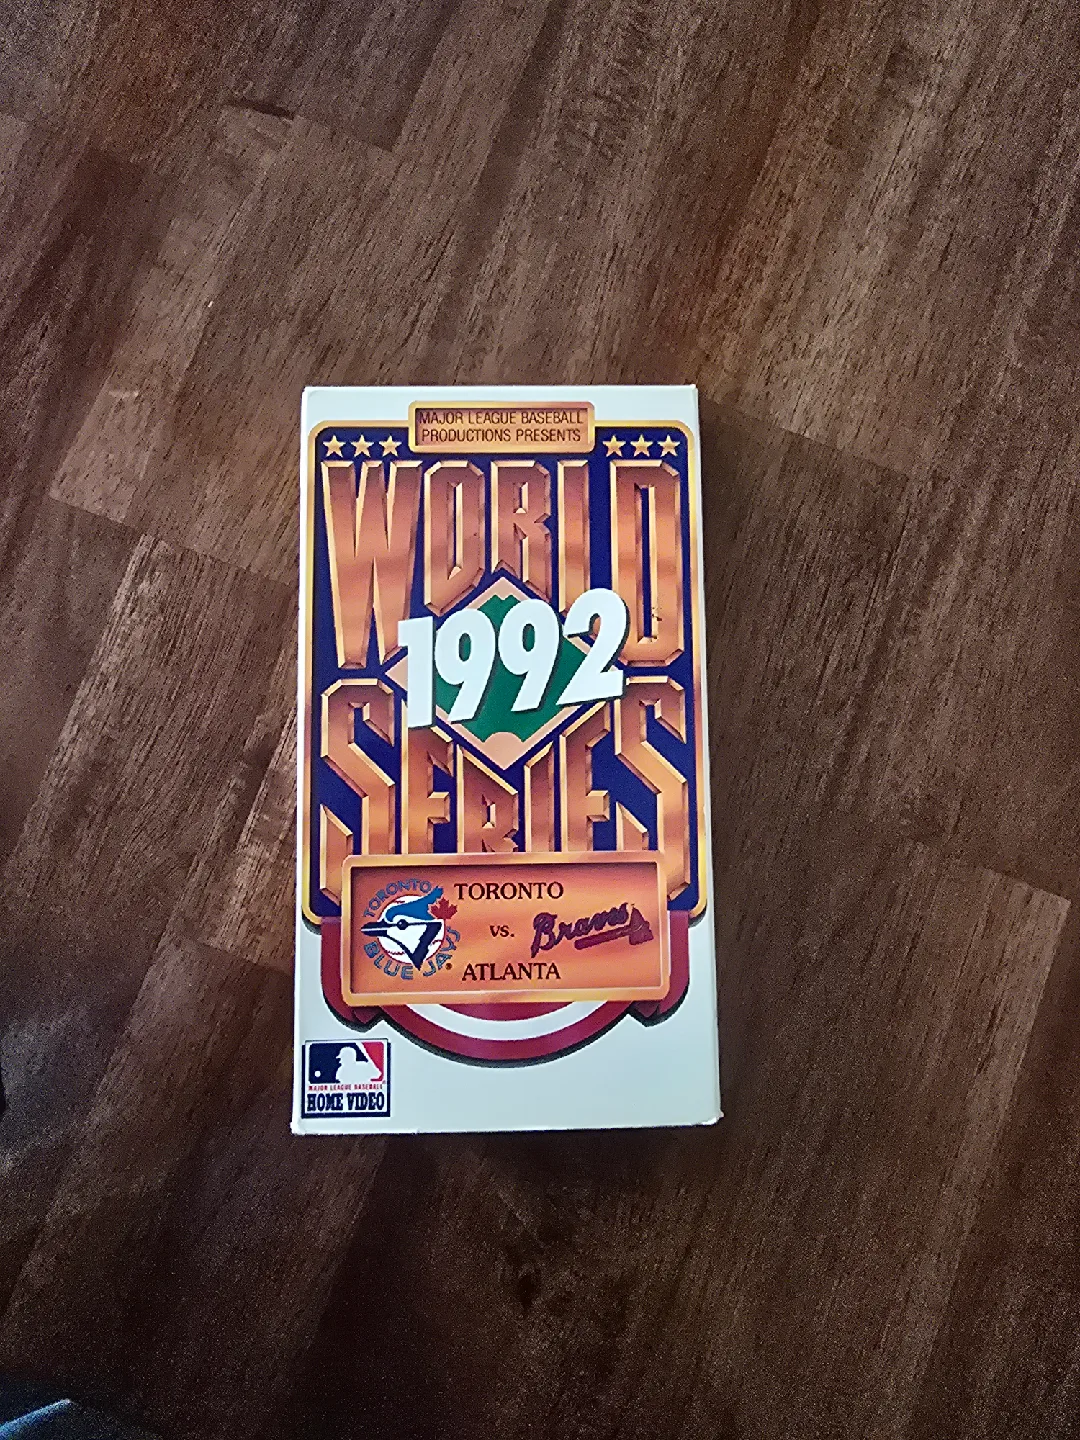 MAJOR LEAGUE BASEBALL
PRODUCTIONS PRESENTS
WORLD
1992
SERIES
TORONTO
BLUE JAYS®
TORONTO
vs. Braves
ATLANTA
MAJOR LEAGUE BASEBALL
HOME VIDEO